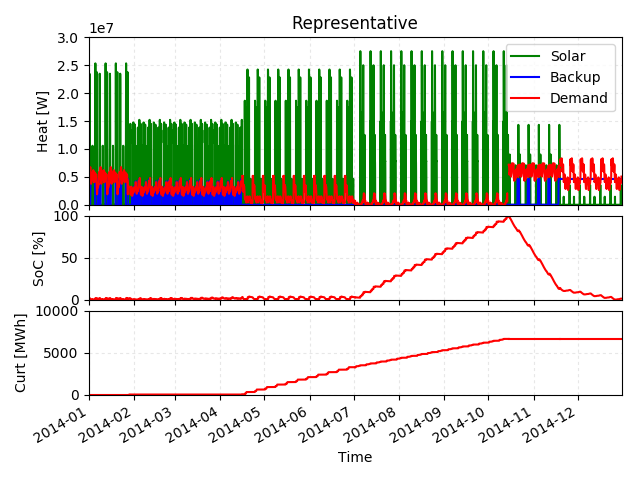 Representative
1e7
3.0
2.5
2.0
1.5
1.0
0.5
0.0
Heat [W]
Solar
Backup
Demand
100
50
0
SoC [%]
10000
5000
0
Curt [MWh]
2014-01
2014-02
2014-03
2014-04
2014-05
2014-06
2014-07
2014-08
2014-09
2014-10
2014-11
2014-12
Time